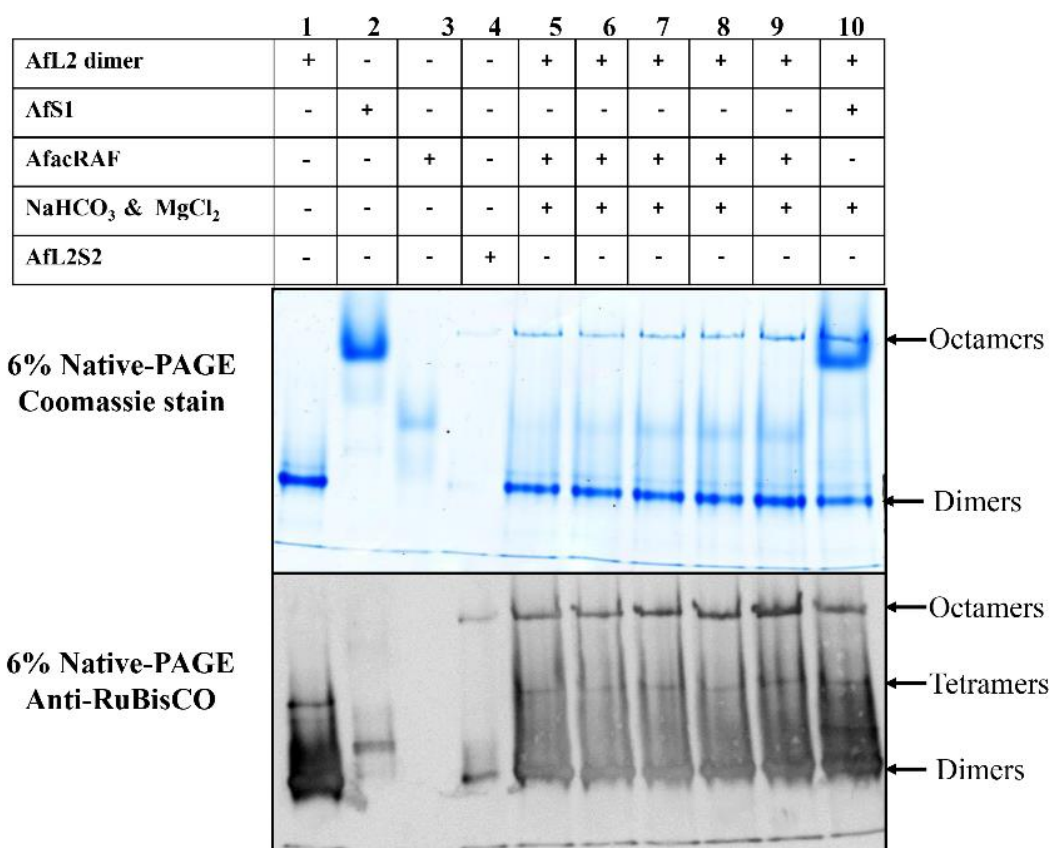 1 2 3 4 5 6 7 8 9 10
AfL2 dimer + - - - + + + + + +
AfS1 - + - - - - - - - +
AfacRAF - - + - + + + + + -
NaHCO3 & MgCl2 - - - - + + + + + +
AfL2S2 - - - + - - - - - -
Octamers
6% Native-PAGE
Coomassie stain
Dimers
Octamers
6% Native-PAGE
Anti-RuBisCO
Tetramers
Dimers